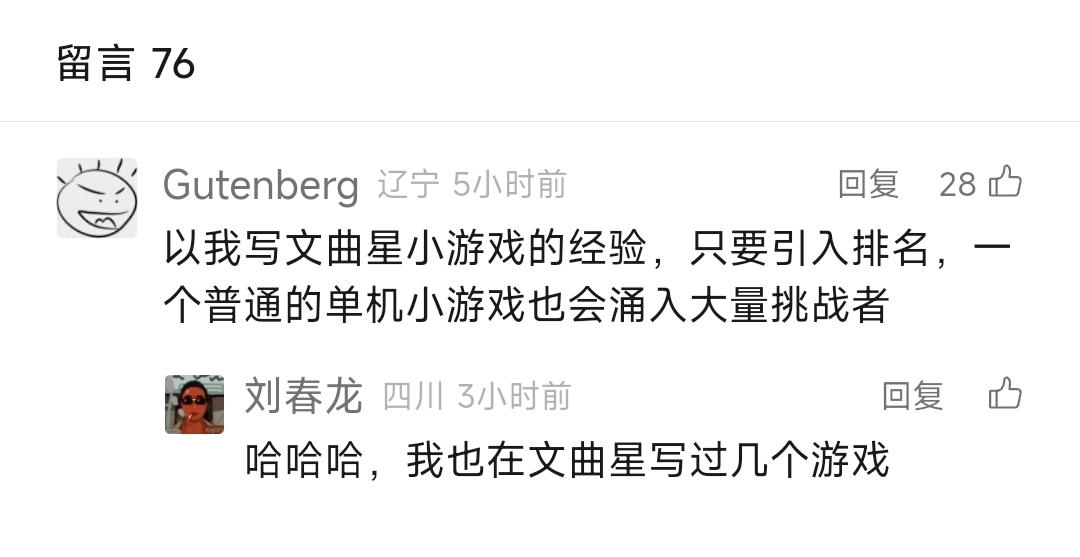 留言 76
Gutenberg 辽宁 5小时前 回复 28
以我写文曲星小游戏的经验，只要引入排名，一
个普通的单机小游戏也会涌入大量挑战者
刘春龙 四川 3小时前 回复
哈哈哈，我也在文曲星写过几个游戏